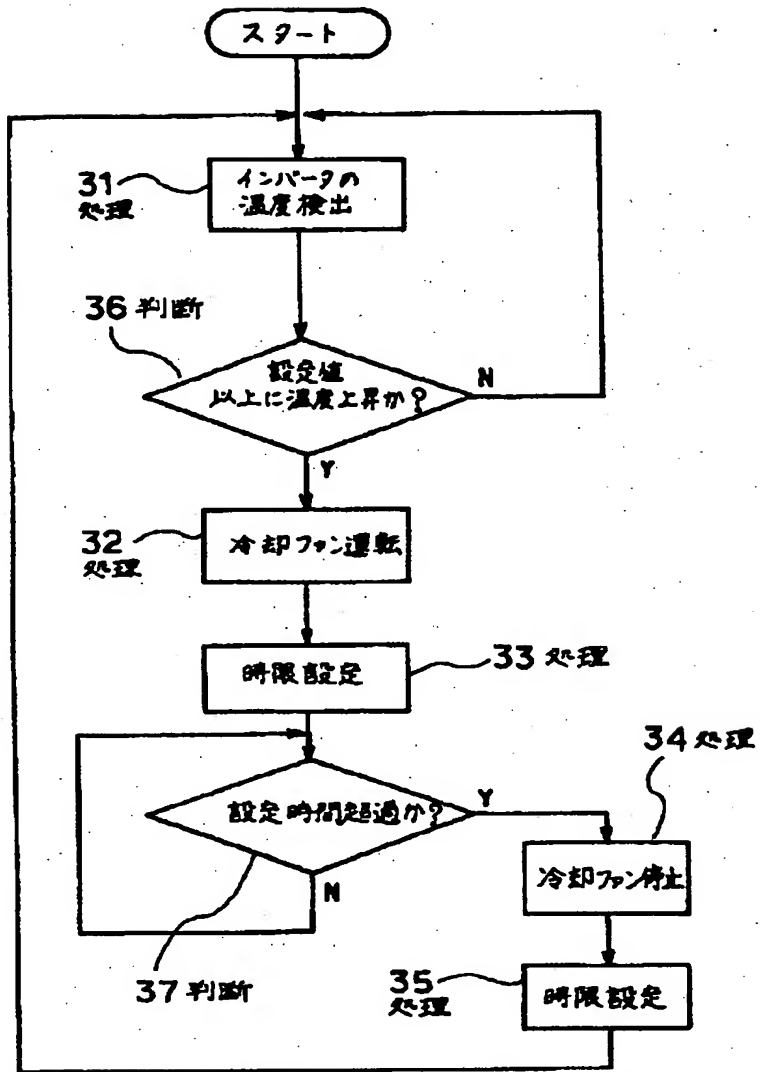 スタート
31
処理
インバータの
温度検出
36 判断
設定値
以上に温度上昇か?
N
Y
32
処理
冷却ファン運転
時限設定
33 処理
34 処理
設定時間超過か?
Y
N
冷却ファン停止
37 判断
35
処理
時限設定